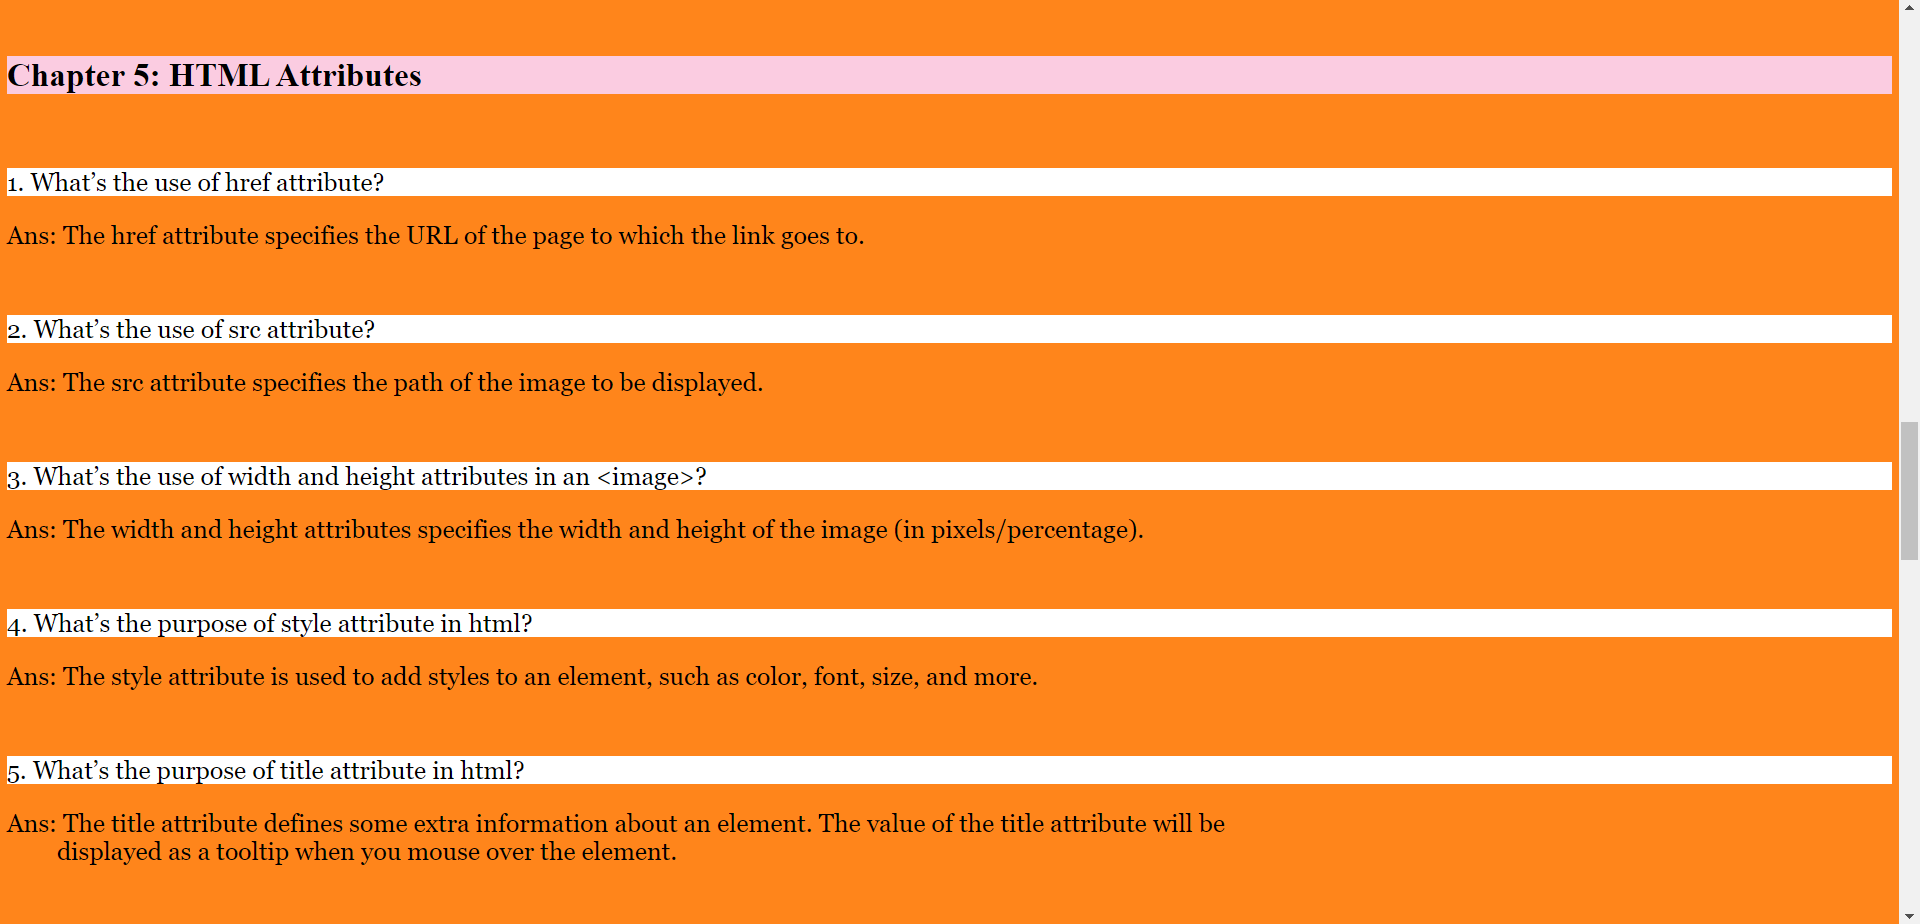 Chapter 5: HTML Attributes
1. What’s the use of href attribute?
Ans: The href attribute specifies the URL of the page to which the link goes to.
2. What’s the use of src attribute?
Ans: The src attribute specifies the path of the image to be displayed.
3. What’s the use of width and height attributes in an <image>?
Ans: The width and height attributes specifies the width and height of the image (in pixels/percentage).
4. What’s the purpose of style attribute in html?
Ans: The style attribute is used to add styles to an element, such as color, font, size, and more.
5. What’s the purpose of title attribute in html?
Ans: The title attribute defines some extra information about an element. The value of the title attribute will be
displayed as a tooltip when you mouse over the element.